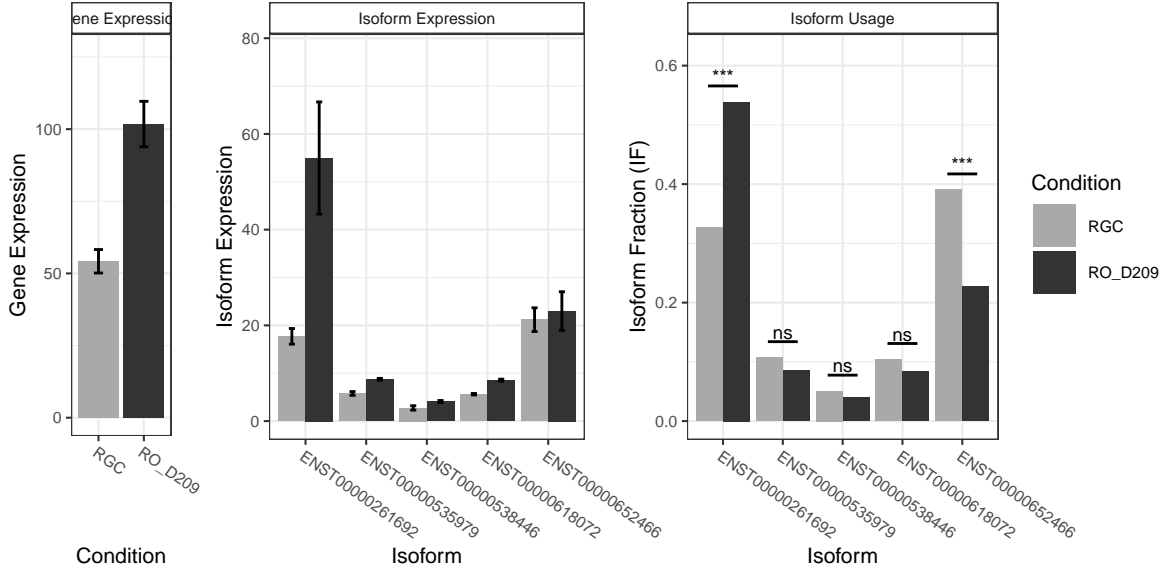 ene Expressio
Gene Expression
100
50
0
RGC
RO_D209
Condition
Isoform Expression
Isoform Expression
80
60
40
20
0
ENST00000261692
ENST00000535979
ENST00000538446
ENST00000618072
ENST00000652466
Isoform
Isoform Usage
Isoform Fraction (IF)
0.6
0.4
0.2
0.0
***
ns
ns
ns
***
ENST00000261692
ENST00000535979
ENST00000538446
ENST00000618072
ENST00000652466
Isoform
Condition
RGC
RO_D209